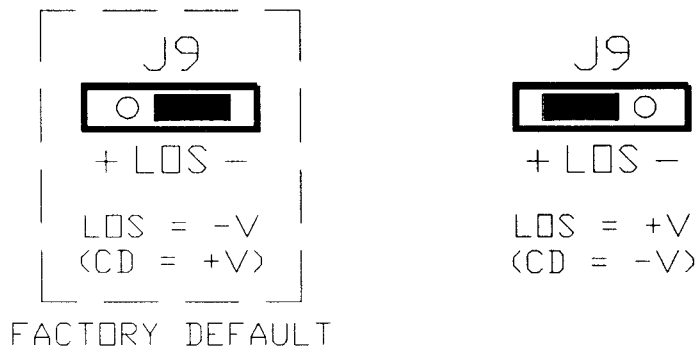 J9
+ LOS -
LOS = -V
(CD = +V)
FACTORY DEFAULT
J9
+ LOS -
LOS = +V
(CD = -V)